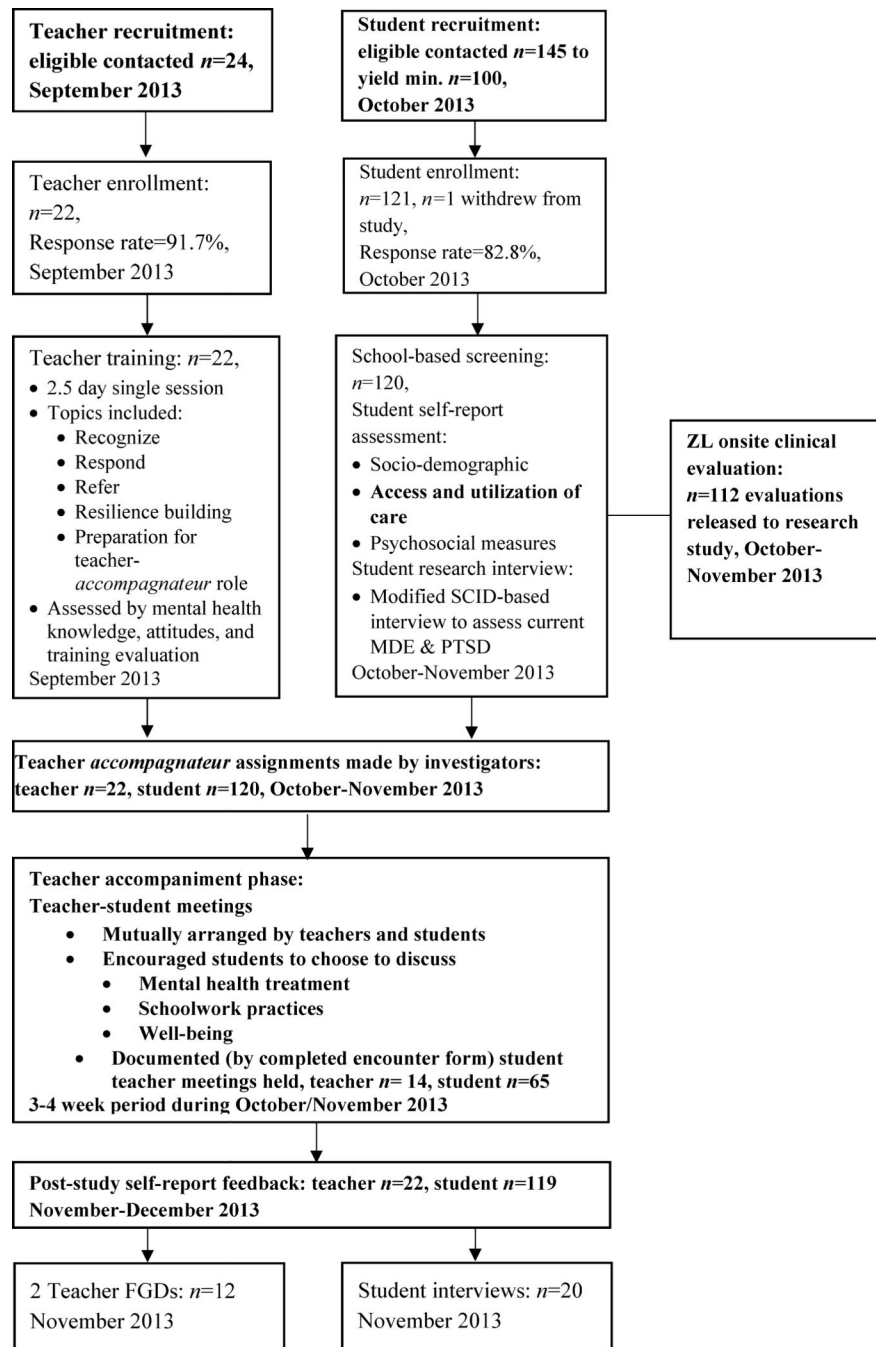 Teacher recruitment:
eligible contacted n=24,
September 2013
Student recruitment:
eligible contacted n=145 to
yield min. n=100,
October 2013
Teacher enrollment:
n=22,
Response rate=91.7%,
September 2013
Student enrollment:
n=121, n=1 withdrew from
study,
Response rate=82.8%,
October 2013
Teacher training: n=22,
• 2.5 day single session
• Topics included:
• Recognize
• Respond
• Refer
• Resilience building
• Preparation for
teacher-
accompagnateur role
• Assessed by mental health
knowledge, attitudes, and
training evaluation
September 2013
School-based screening:
n=120,
Student self-report
assessment:
• Socio-demographic
• Access and utilization of
care
• Psychosocial measures
Student research interview:
• Modified SCID-based
interview to assess current
MDE & PTSD
October-November 2013
ZL onsite clinical
evaluation:
n=112 evaluations
released to research
study, October-
November 2013
Teacher accompagnateur assignments made by investigators:
teacher n=22, student n=120, October-November 2013
Teacher accompaniment phase:
Teacher-student meetings
• Mutually arranged by teachers and students
• Encouraged students to choose to discuss
• Mental health treatment
• Schoolwork practices
• Well-being
• Documented (by completed encounter form) student
teacher meetings held, teacher n= 14, student n=65
3-4 week period during October/November 2013
Post-study self-report feedback: teacher n=22, student n=119
November-December 2013
2 Teacher FGDs: n=12
November 2013
Student interviews: n=20
November 2013